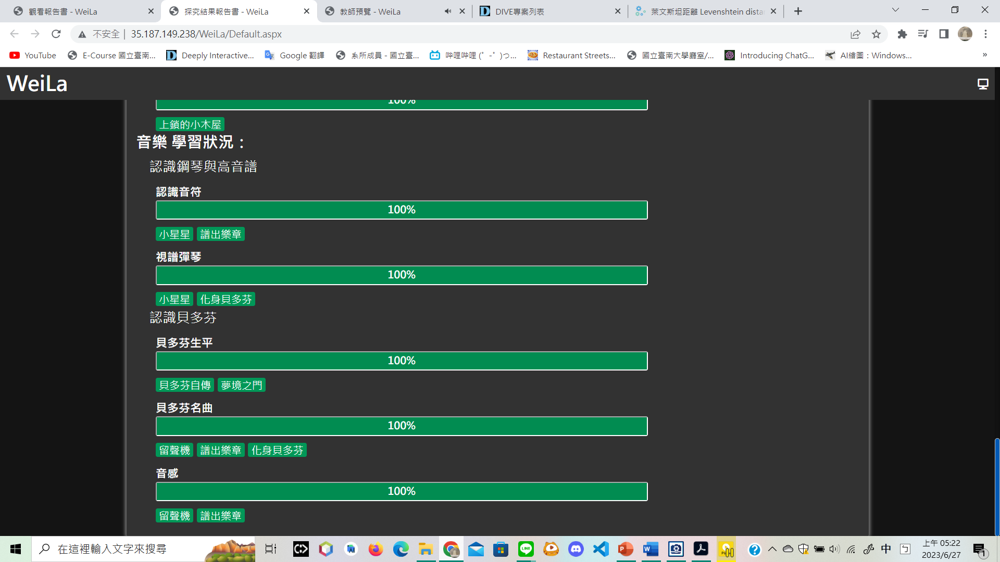 觀看報告書 - WeiLa
探究結果報告書 - WeiLa
教師預覽 - WeiLa
DIVE專案列表
萊文斯坦距離 Levenshtein dista
不安全 35.187.149.238/WeiLa/Default.aspx
YouTube
E-Course 國立臺南...
Deeply Interactive...
Google 翻譯
系所成員 - 國立臺...
哔哩哔哩 (゜-゜)つ...
Restaurant Streets...
國立臺南大學廳室/...
Introducing ChatG...
AI繪圖：Windows...
»
WeiLa
100%
上鎖的小木屋
音樂 學習狀況：
認識鋼琴與高音譜
認識音符
100%
小星星 譜出樂章
視譜彈琴
100%
小星星 化身貝多芬
認識貝多芬
貝多芬生平
100%
貝多芬自傳 夢境之門
貝多芬名曲
100%
留聲機 譜出樂章 化身貝多芬
音感
100%
留聲機 譜出樂章
在這裡輸入文字來搜尋
中
上午 05:22
2023/6/27
1